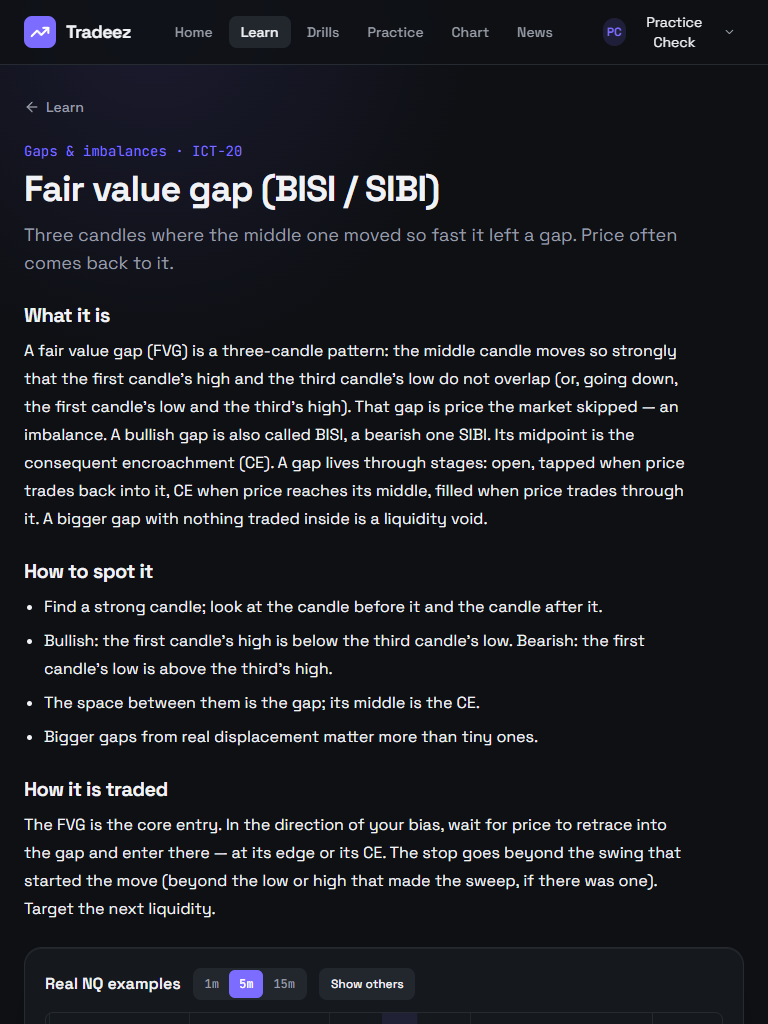 Tradeez
Home
Learn
Drills
Practice
Chart
News
PC
Practice
Check
Learn
Gaps & imbalances · ICT-20
Fair value gap (BISI / SIBI)
Three candles where the middle one moved so fast it left a gap. Price often
comes back to it.
What it is
A fair value gap (FVG) is a three-candle pattern: the middle candle moves so strongly
that the first candle's high and the third candle's low do not overlap (or, going down,
the first candle's low and the third's high). That gap is price the market skipped — an
imbalance. A bullish gap is also called BISI, a bearish one SIBI. Its midpoint is the
consequent encroachment (CE). A gap lives through stages: open, tapped when price
trades back into it, CE when price reaches its middle, filled when price trades through
it. A bigger gap with nothing traded inside is a liquidity void.
How to spot it
• Find a strong candle; look at the candle before it and the candle after it.
• Bullish: the first candle's high is below the third candle's low. Bearish: the first
candle's low is above the third's high.
• The space between them is the gap; its middle is the CE.
• Bigger gaps from real displacement matter more than tiny ones.
How it is traded
The FVG is the core entry. In the direction of your bias, wait for price to retrace into
the gap and enter there — at its edge or its CE. The stop goes beyond the swing that
started the move (beyond the low or high that made the sweep, if there was one).
Target the next liquidity.
Real NQ examples
1m
5m
15m
Show others